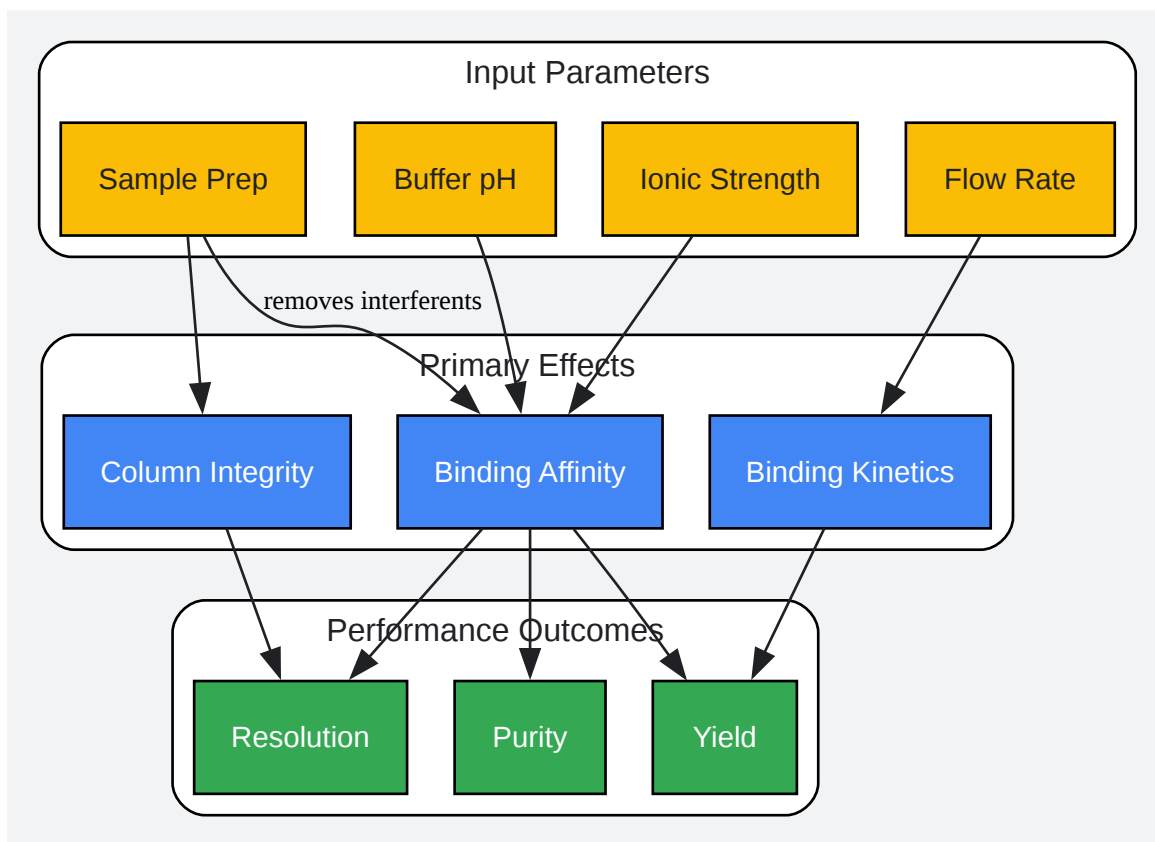 Input Parameters
Sample Prep
Buffer pH
Ionic Strength
Flow Rate
removes interferents
Primary Effects
Column Integrity
Binding Affinity
Binding Kinetics
Performance Outcomes
Resolution
Purity
Yield